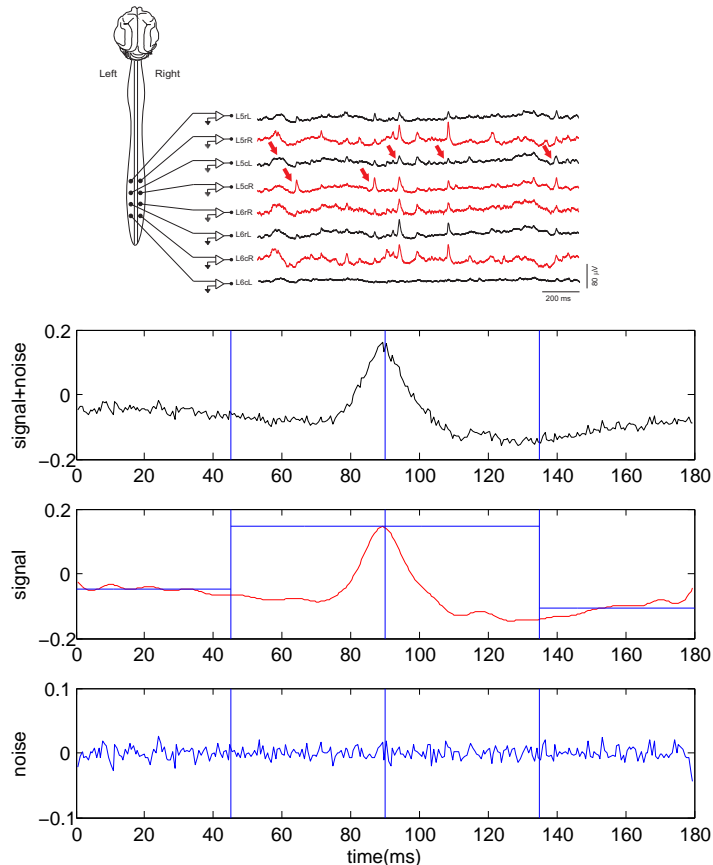 Left Right
L5rL
L5rR
L5cL
L5cR
L6rR
L6rL
L6cR
L6cL
80 μV
200 ms
signal+noise
0.2
0
−0.2
0 20 40 60 80 100 120 140 160 180
signal
0.2
0
−0.2
0 20 40 60 80 100 120 140 160 180
noise
0.1
0
−0.1
0 20 40 60 80 100 120 140 160 180
time(ms)